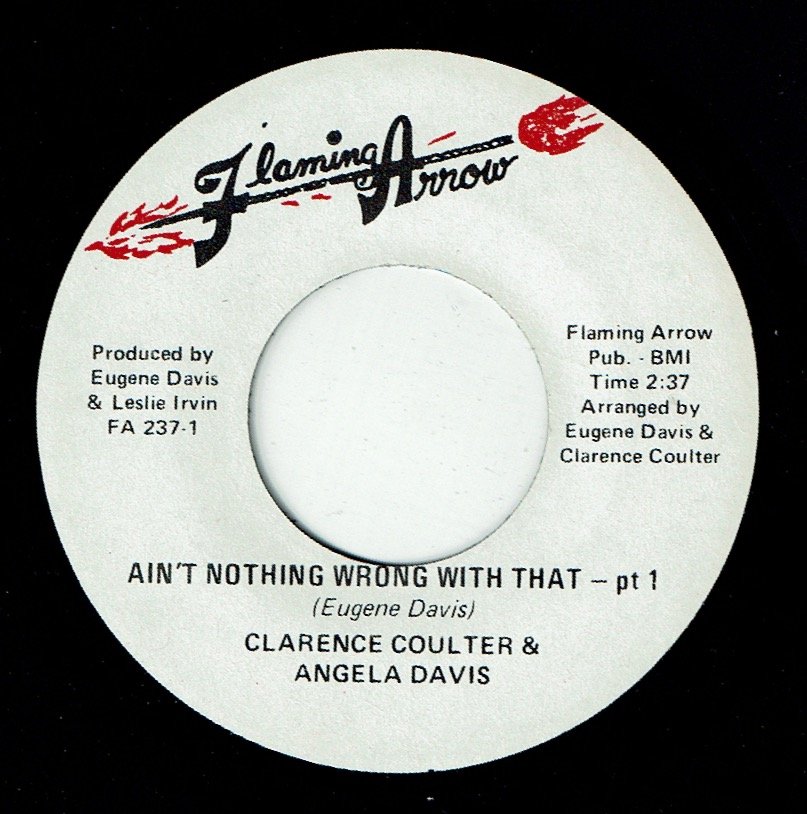 Flaming Arrow
Produced by
Eugene Davis
& Leslie Irvin
FA 237-1
Flaming Arrow
Pub. - BMI
Time 2:37
Arranged by
Eugene Davis &
Clarence Coulter
AIN'T NOTHING WRONG WITH THAT – pt 1
(Eugene Davis)
CLARENCE COULTER &
ANGELA DAVIS